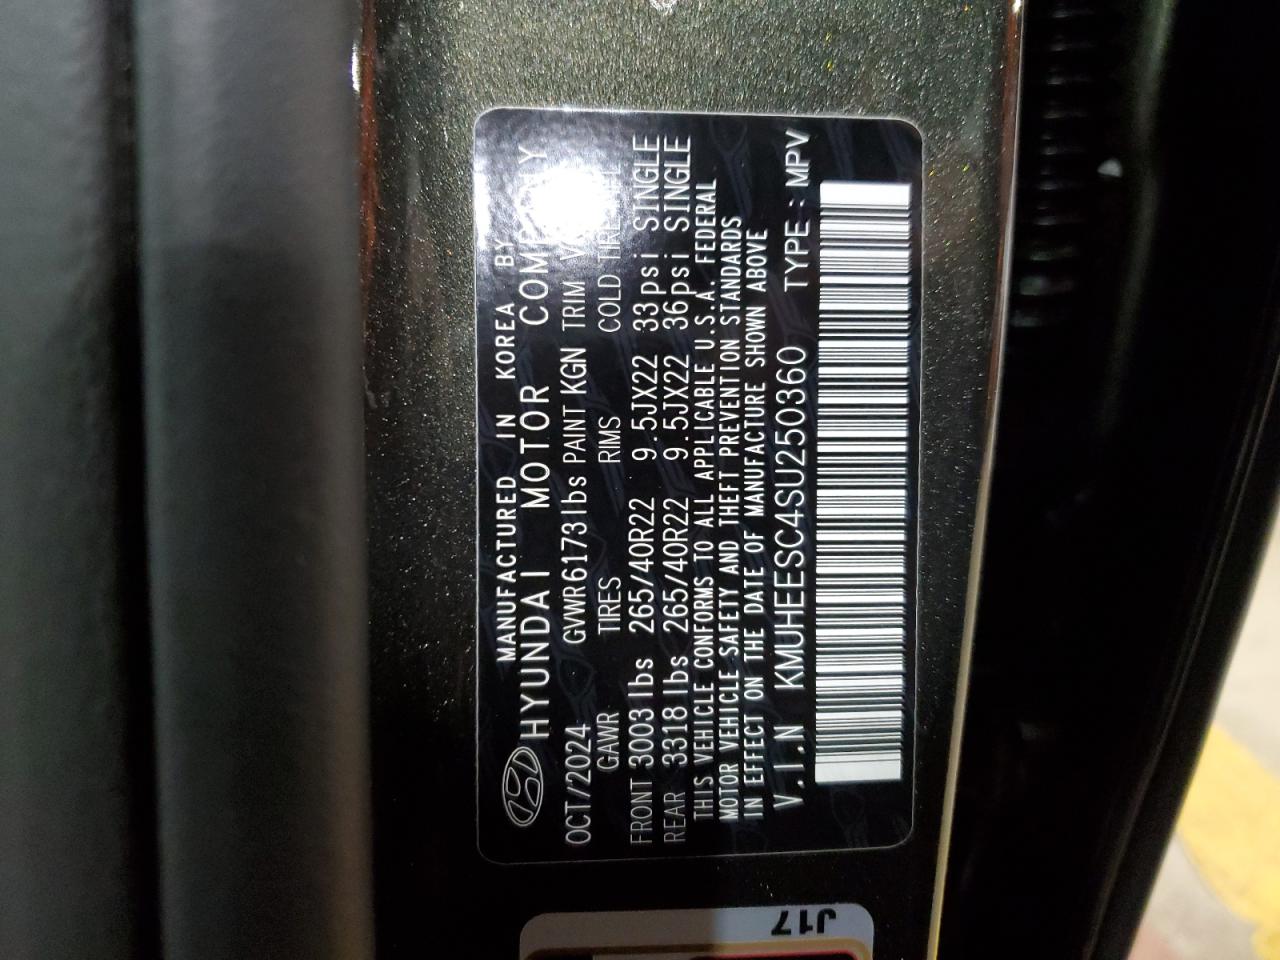 MANUFACTURED IN KOREA BY
HYUNDAI MOTOR COMPANY
OCT/2024 GVWR6173lbs PAINT KGN TRIM
GAWR TIRES RIMS COLD TIRE
FRONT 3003lbs 265/40R22 9.5JX22 33psi SINGLE
REAR 3318lbs 265/40R22 9.5JX22 36psi SINGLE
THIS VEHICLE CONFORMS TO ALL APPLICABLE U.S.A. FEDERAL
MOTOR VEHICLE SAFETY AND THEFT PREVENTION STANDARDS
IN EFFECT ON THE DATE OF MANUFACTURE SHOWN ABOVE
V.I.N KMUHEESC4SU250360 TYPE : MPV
J17